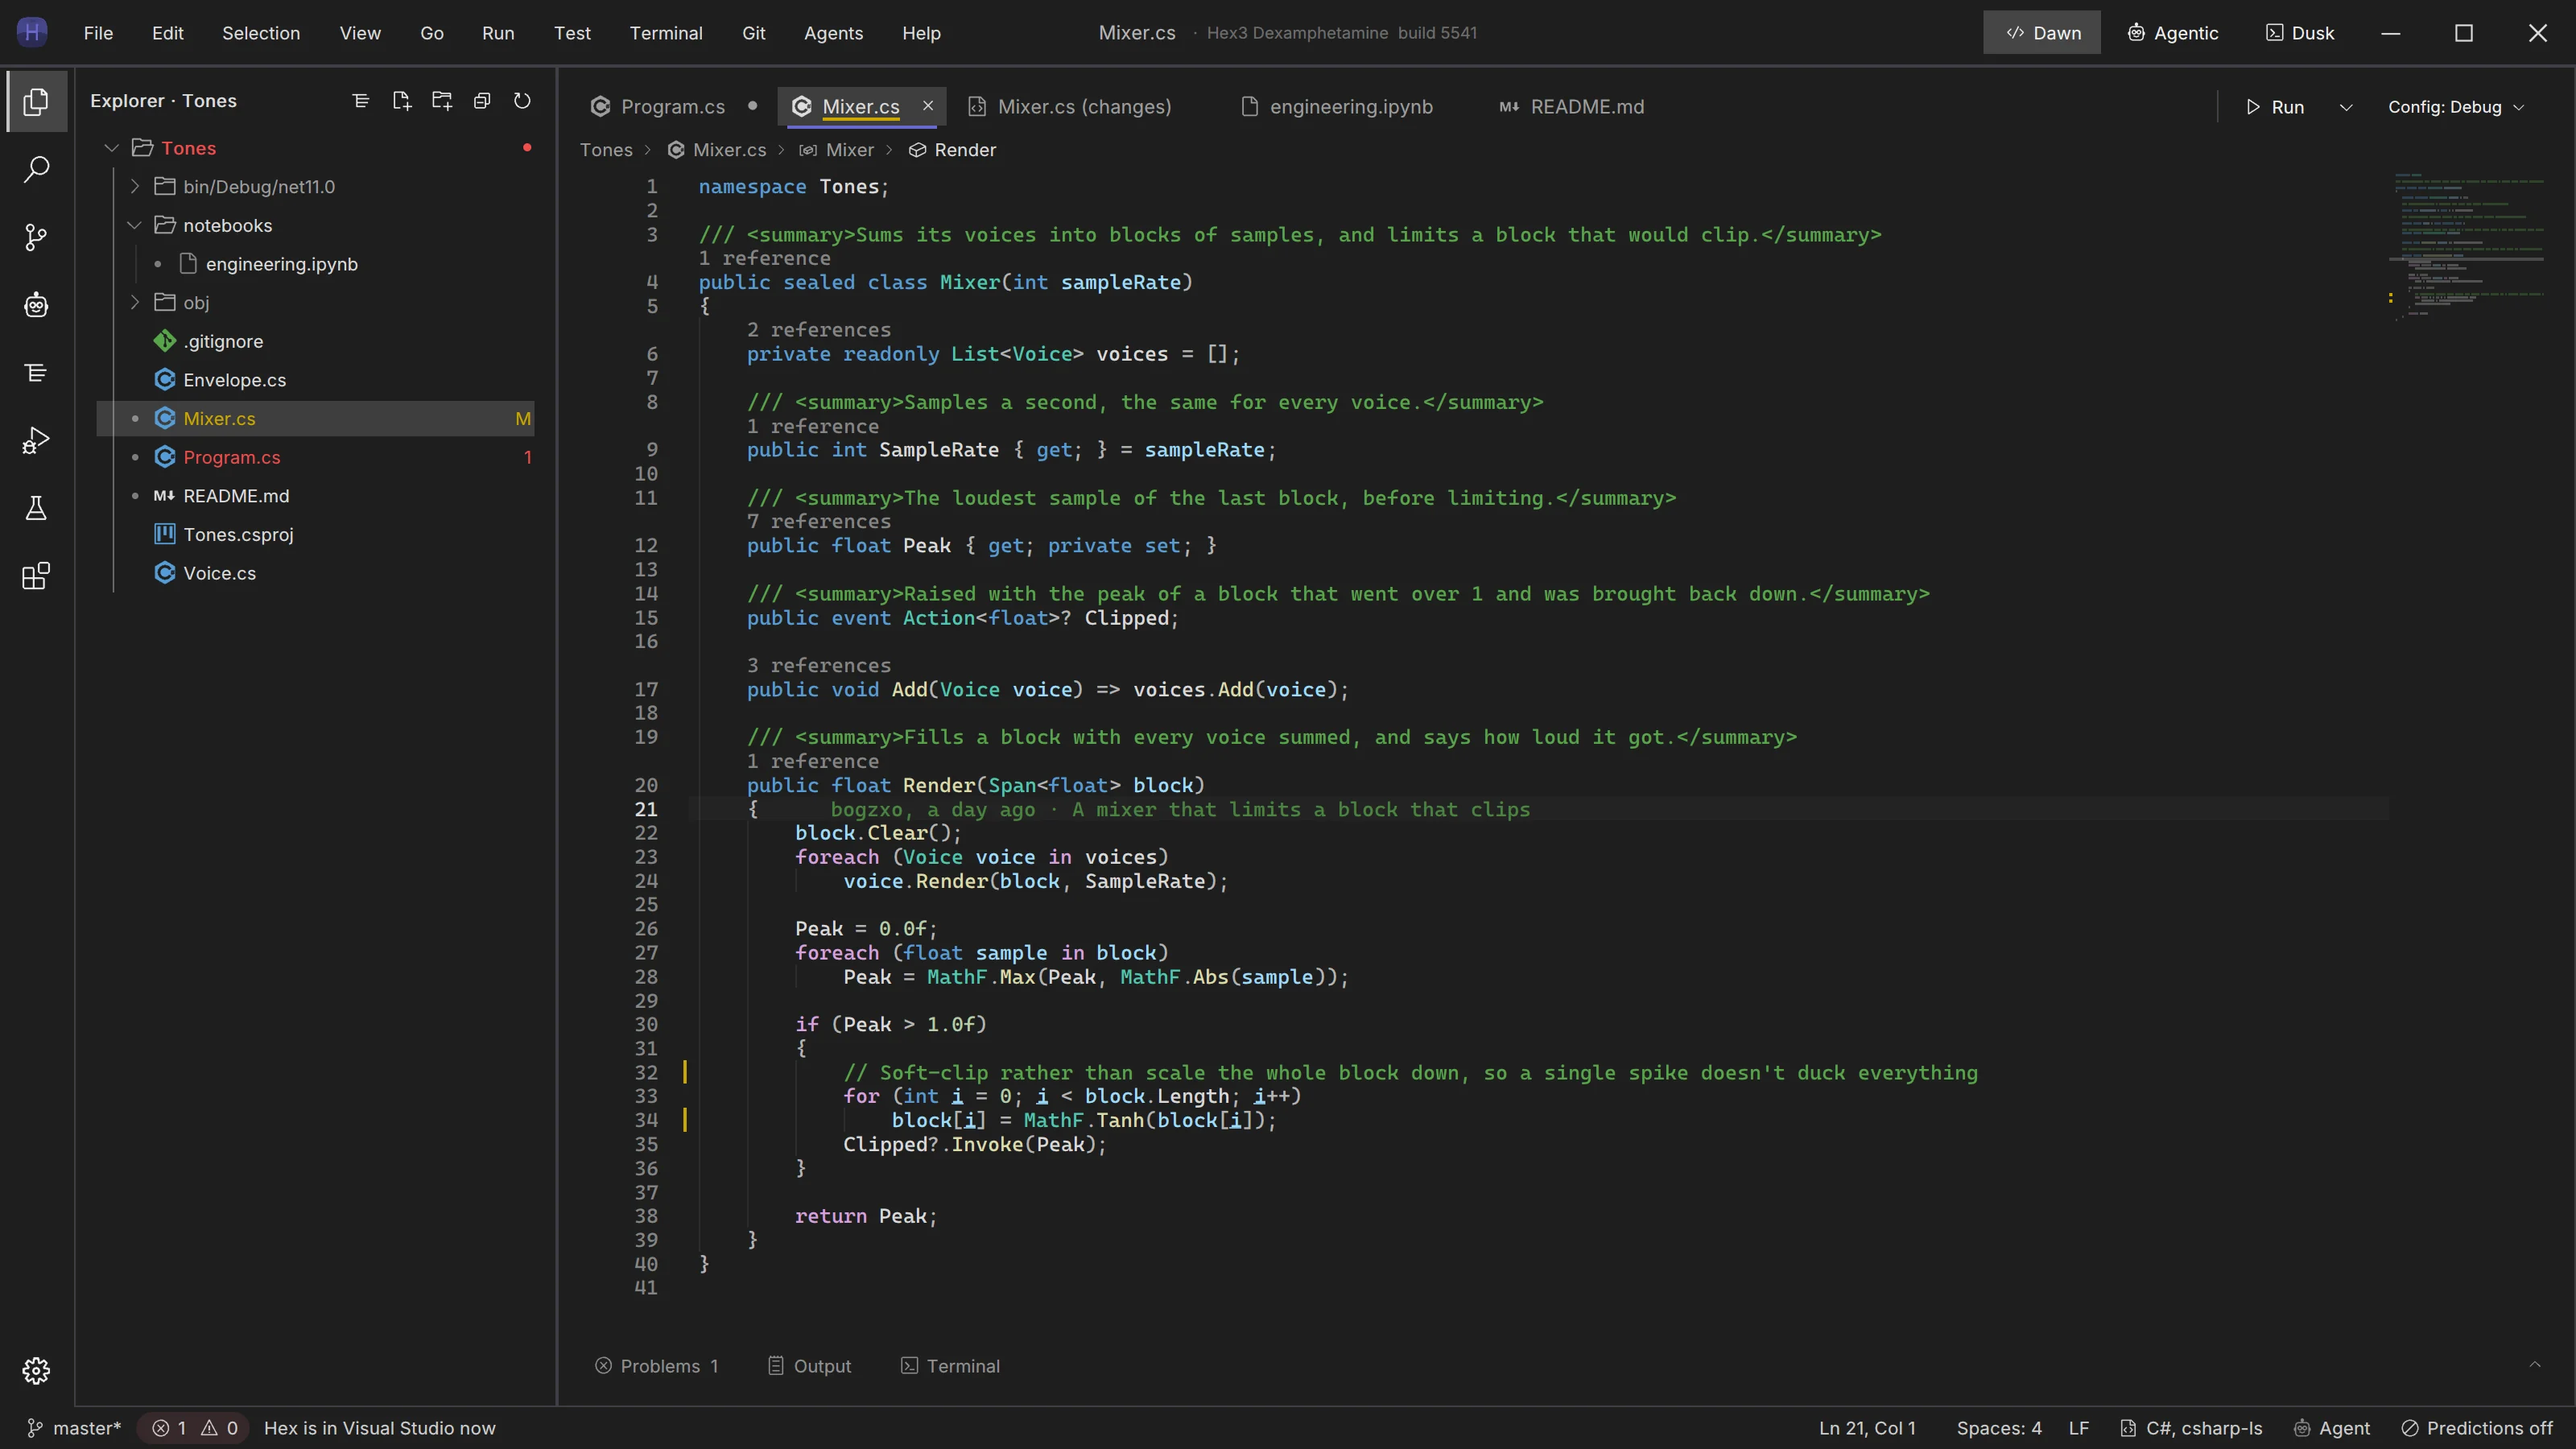 H File Edit Selection View Go Run Test Terminal Git Agents Help Mixer.cs · Hex3 Dexamphetamine build 5541 Dawn Agentic Dusk
Explorer · Tones
Tones
bin/Debug/net11.0
notebooks
engineering.ipynb
obj
.gitignore
Envelope.cs
Mixer.cs M
Program.cs 1
README.md
Tones.csproj
Voice.cs
Program.cs Mixer.cs Mixer.cs (changes) engineering.ipynb README.md Run Config: Debug
Tones > Mixer.cs > Mixer > Render
1 namespace Tones;
2
3 /// <summary>Sums its voices into blocks of samples, and limits a block that would clip.</summary>
1 reference
4 public sealed class Mixer(int sampleRate)
5 {
2 references
6 private readonly List<Voice> voices = [];
7
8 /// <summary>Samples a second, the same for every voice.</summary>
1 reference
9 public int SampleRate { get; } = sampleRate;
10
11 /// <summary>The loudest sample of the last block, before limiting.</summary>
7 references
12 public float Peak { get; private set; }
13
14 /// <summary>Raised with the peak of a block that went over 1 and was brought back down.</summary>
15 public event Action<float>? Clipped;
16
3 references
17 public void Add(Voice voice) => voices.Add(voice);
18
19 /// <summary>Fills a block with every voice summed, and says how loud it got.</summary>
1 reference
20 public float Render(Span<float> block)
21 { bogzxo, a day ago · A mixer that limits a block that clips
22 block.Clear();
23 foreach (Voice voice in voices)
24 voice.Render(block, SampleRate);
25
26 Peak = 0.0f;
27 foreach (float sample in block)
28 Peak = MathF.Max(Peak, MathF.Abs(sample));
29
30 if (Peak > 1.0f)
31 {
32 // Soft-clip rather than scale the whole block down, so a single spike doesn't duck everything
33 for (int i = 0; i < block.Length; i++)
34 block[i] = MathF.Tanh(block[i]);
35 Clipped?.Invoke(Peak);
36 }
37
38 return Peak;
39 }
40 }
41
Problems 1 Output Terminal
master* 1 0 Hex is in Visual Studio now Ln 21, Col 1 Spaces: 4 LF C#, csharp-ls Agent Predictions off